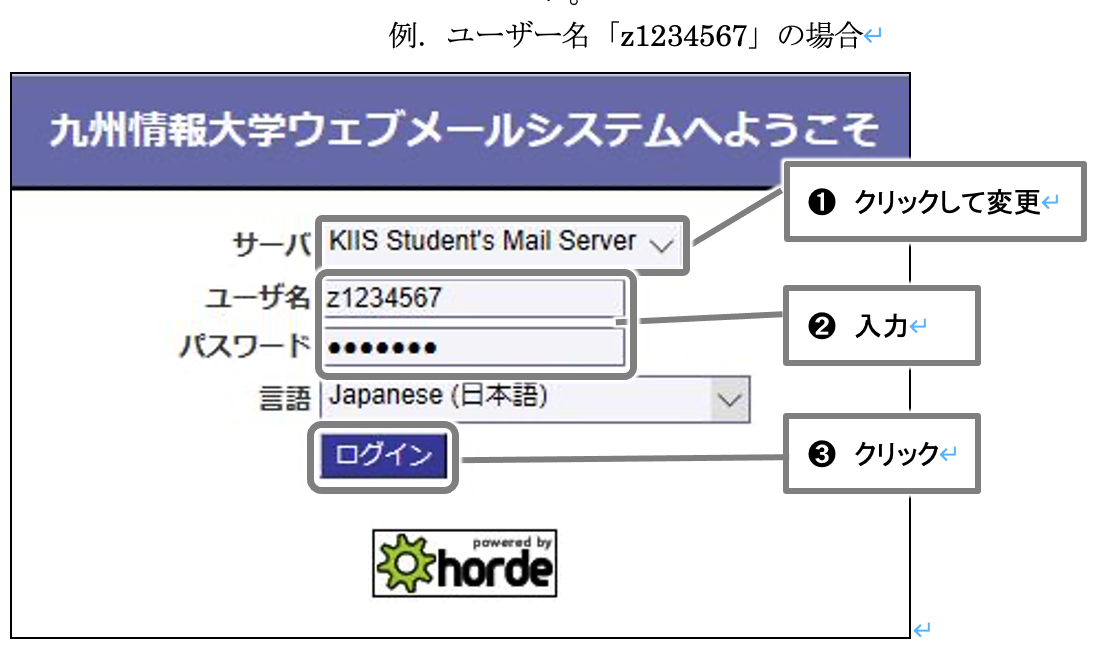 例．ユーザー名「z1234567」の場合↵
九州情報大学ウェブメールシステムへようこそ
❶ クリックして変更↵
サーバ KIIS Student's Mail Server
ユーザ名 z1234567
❷ 入力↵
パスワード ●●●●●●●
言語 Japanese (日本語)
ログイン
❸ クリック↵
powered by
horde
↵